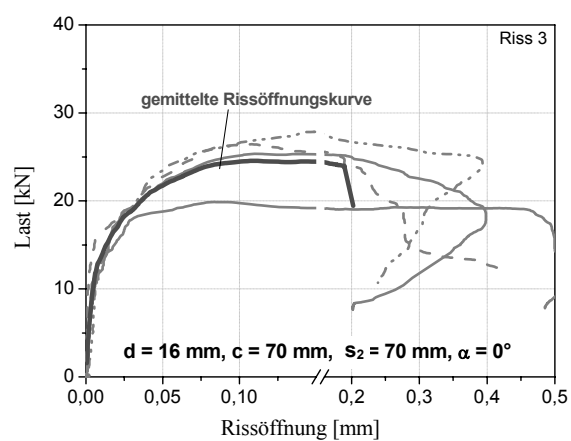 40
Riss 3
gemittelte Rissöffnungskurve
30
20
10
0
Last [kN]
d = 16 mm, c = 70 mm, s₂ = 70 mm, α = 0°
0,00 0,05 0,10 0,2 0,3 0,4 0,5
Rissöffnung [mm]